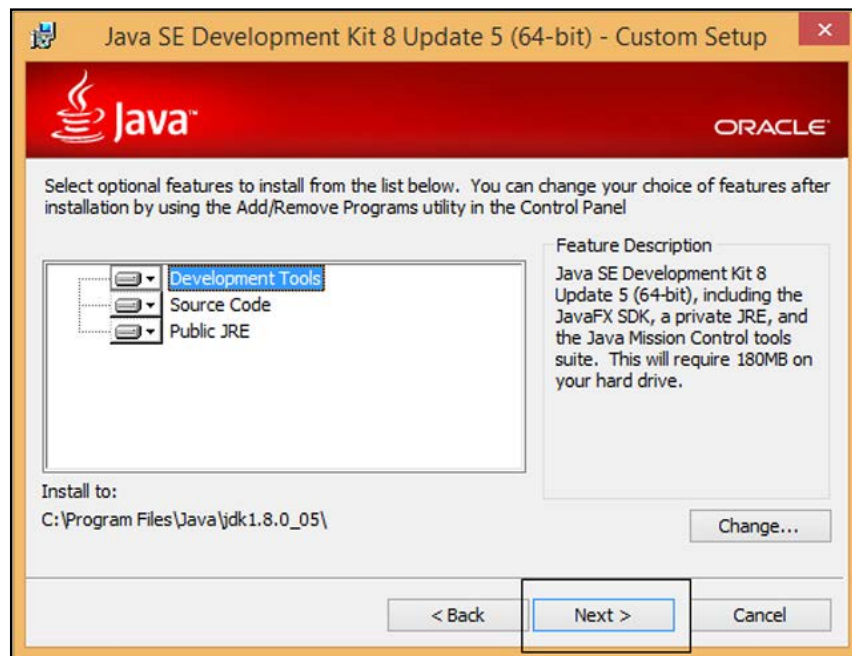 Java SE Development Kit 8 Update 5 (64-bit) - Custom Setup
Java™
ORACLE®
Select optional features to install from the list below. You can change your choice of features after
installation by using the Add/Remove Programs utility in the Control Panel
Development Tools
Source Code
Public JRE
Feature Description
Java SE Development Kit 8
Update 5 (64-bit), including the
JavaFX SDK, a private JRE, and
the Java Mission Control tools
suite. This will require 180MB on
your hard drive.
Install to:
C:\Program Files\Java\jdk1.8.0_05\
Change...
< Back
Next >
Cancel